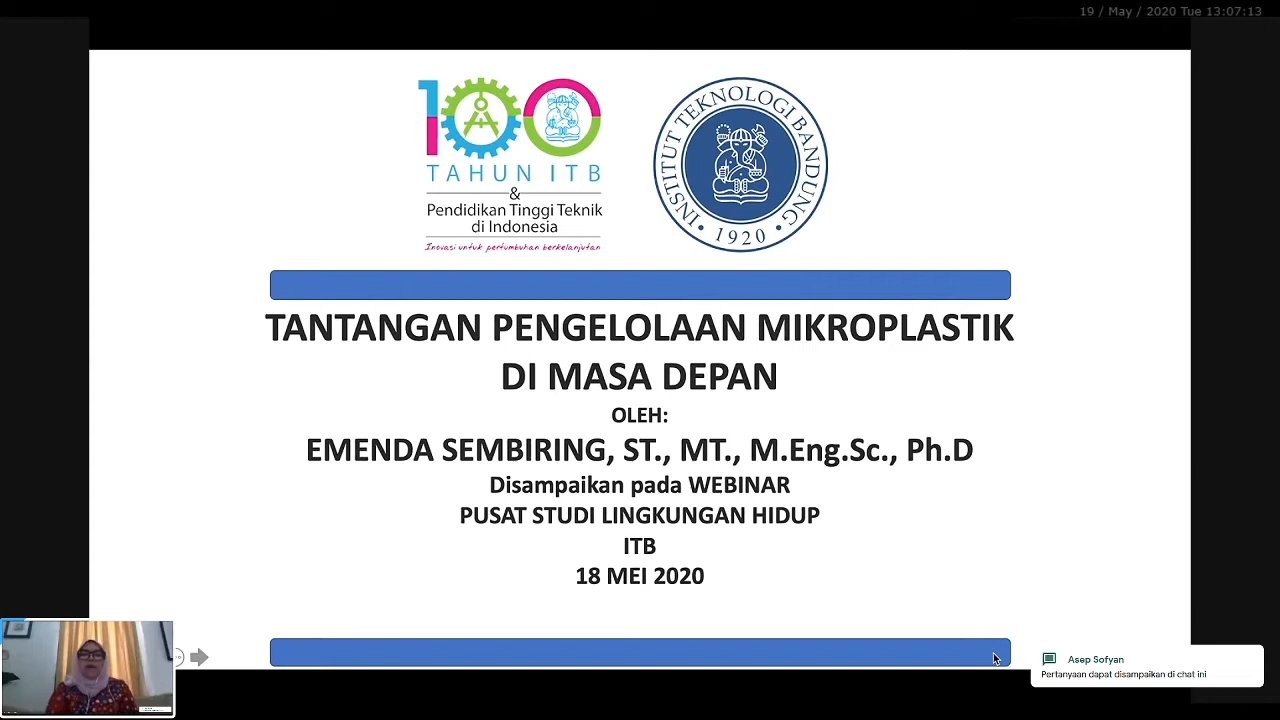 19 / May / 2020 Tue 13:07:13
100
TAHUN ITB
&
Pendidikan Tinggi Teknik
di Indonesia
Inovasi untuk pertumbuhan berkelanjutan
INSTITUT TEKNOLOGI BANDUNG
• 1920 •
TANTANGAN PENGELOLAAN MIKROPLASTIK
DI MASA DEPAN
OLEH:
EMENDA SEMBIRING, ST., MT., M.Eng.Sc., Ph.D
Disampaikan pada WEBINAR
PUSAT STUDI LINGKUNGAN HIDUP
ITB
18 MEI 2020
Asep Sofyan
Pertanyaan dapat disampaikan di chat ini